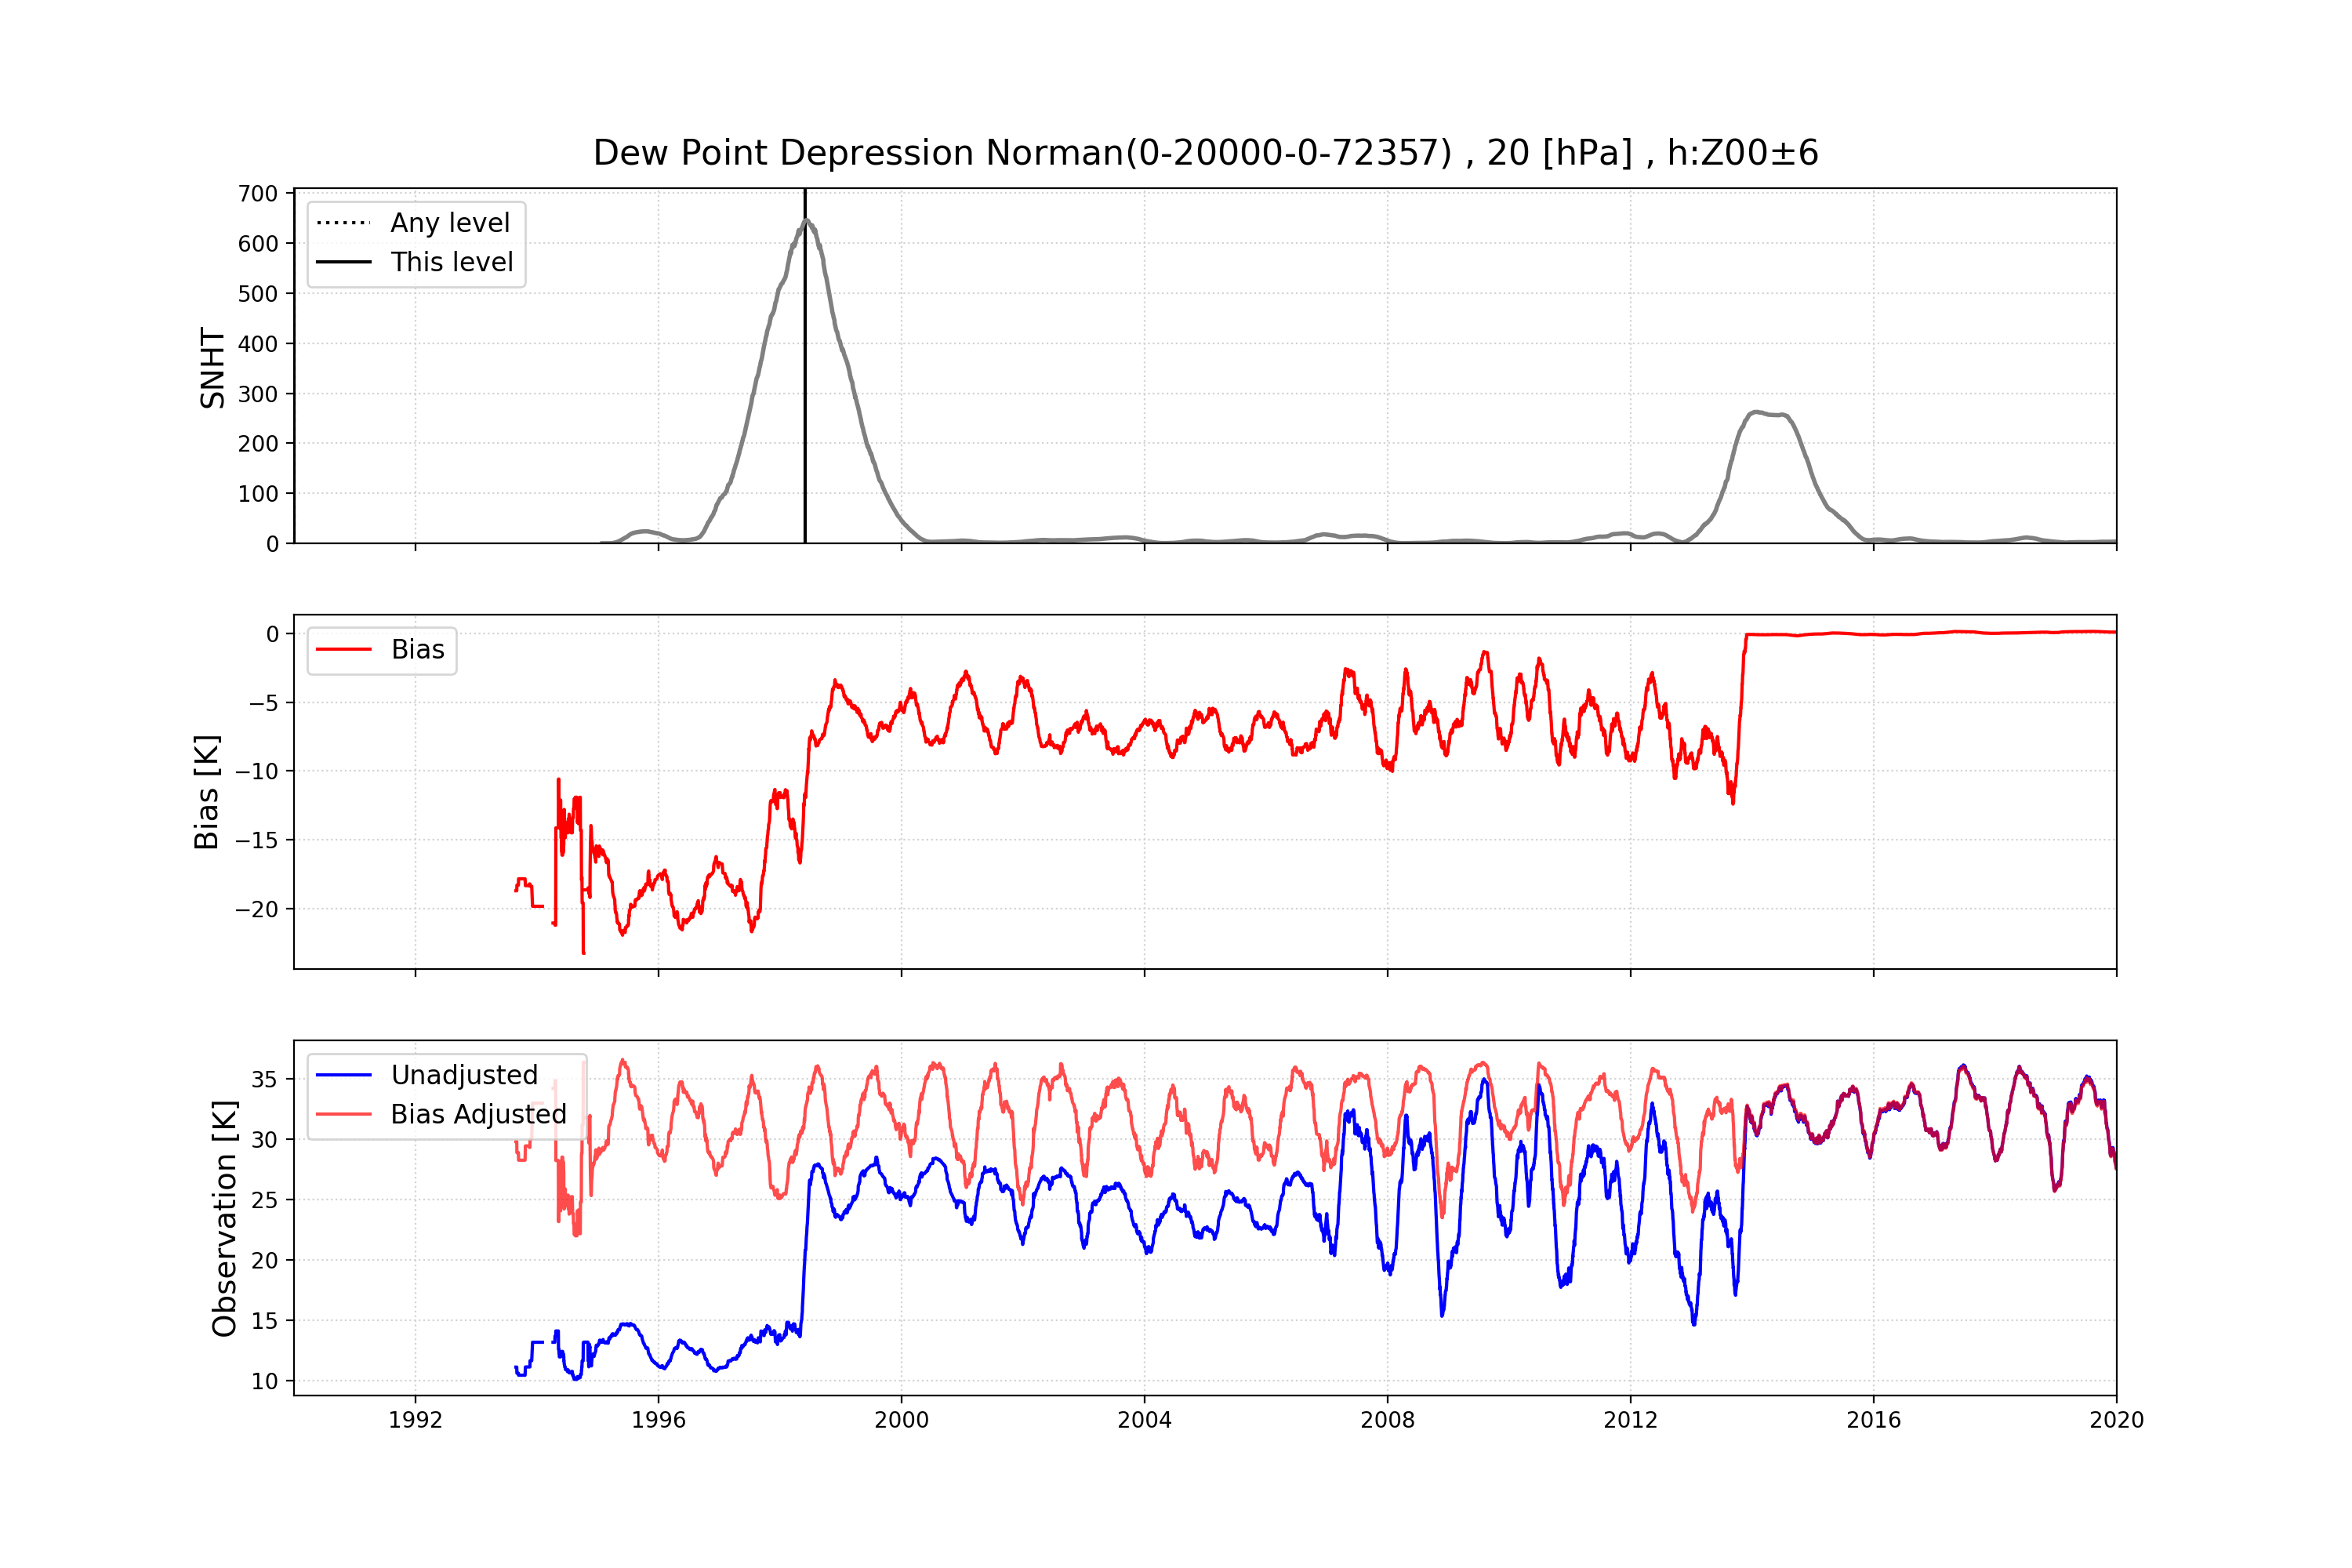 Dew Point Depression Norman(0-20000-0-72357) , 20 [hPa] , h:Z00±6
700
600
500
400
300
200
100
0
SNHT
Any level
This level
0
−5
−10
−15
−20
Bias [K]
Bias
35
30
25
20
15
10
Observation [K]
Unadjusted
Bias Adjusted
1992 1996 2000 2004 2008 2012 2016 2020